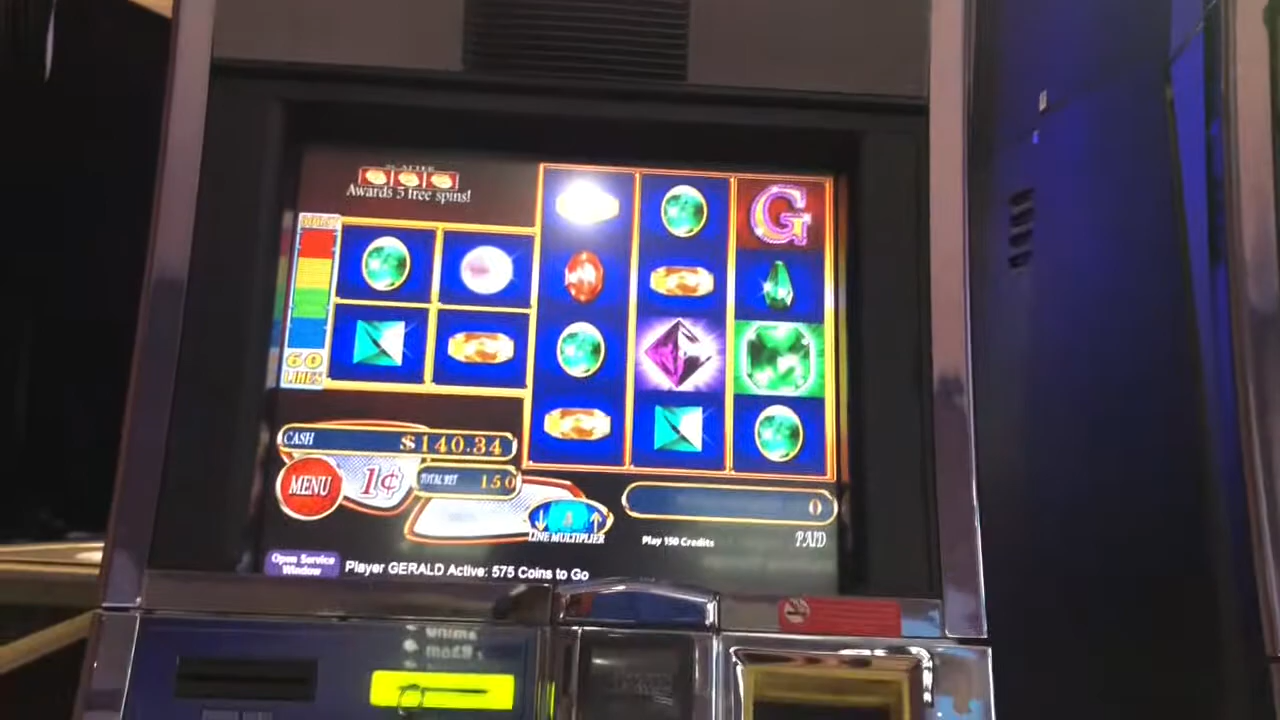 Awards 5 free spins!
G
60
LINES
CASH
$140.34
MENU
1¢
TOTAL BET
150
LINE MULTIPLIER
0
Play 150 Credits
PAID
Open Service
Window
Player GERALD Active: 575 Coins to Go